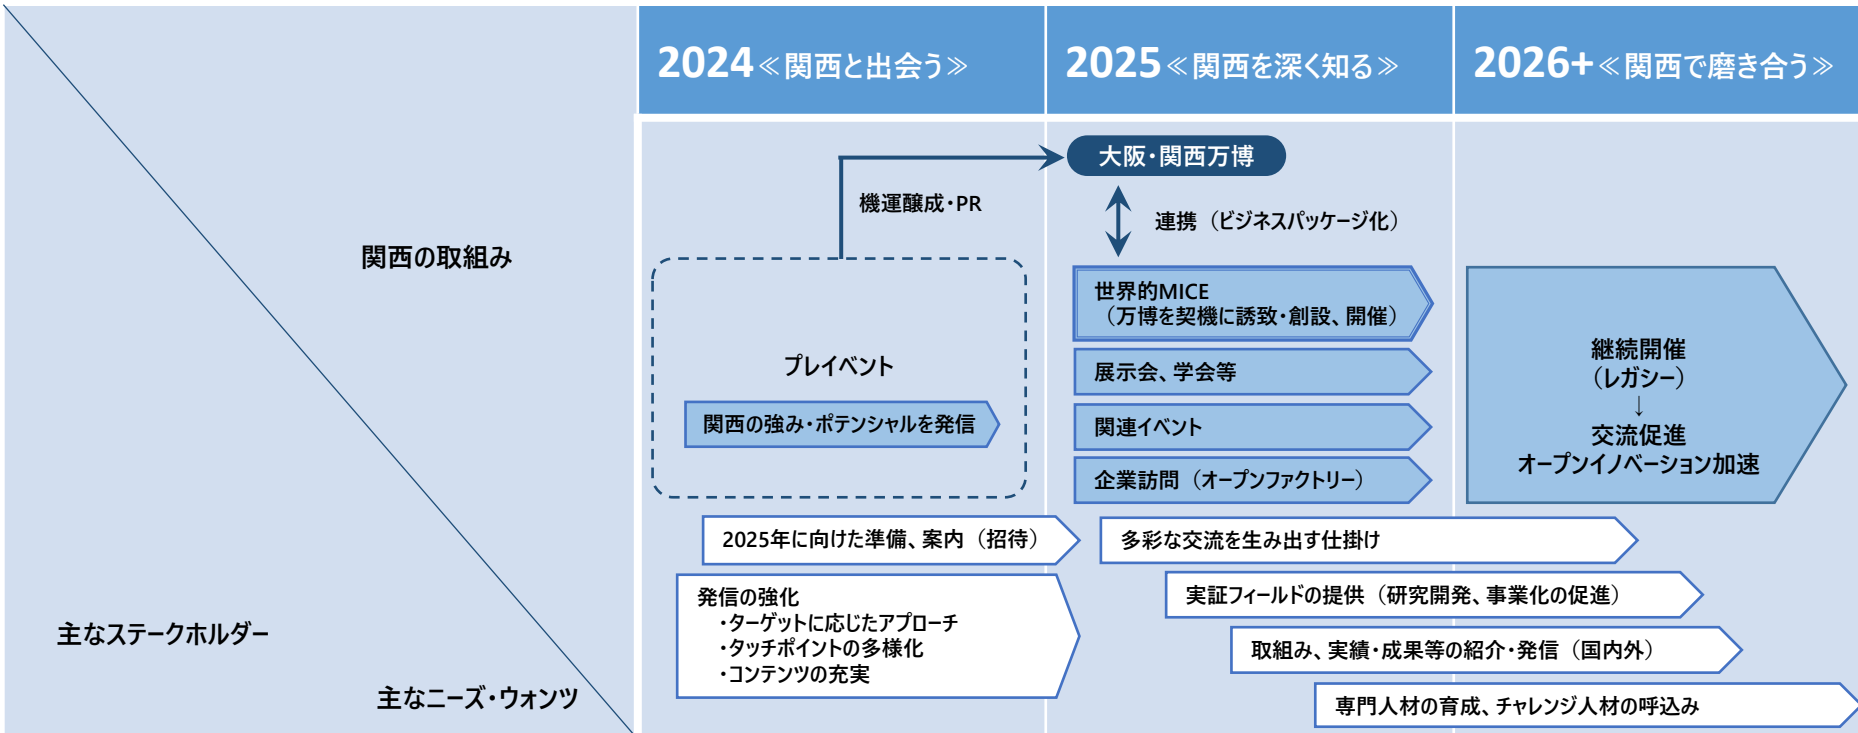 2024≪関西と出会う≫
2025≪関西を深く知る≫
2026+≪関西で磨き合う≫
関西の取組み
主なステークホルダー
主なニーズ・ウォンツ
機運醸成・PR
プレイベント
関西の強み・ポテンシャルを発信
2025年に向けた準備、案内（招待）
発信の強化
・ターゲットに応じたアプローチ
・タッチポイントの多様化
・コンテンツの充実
大阪・関西万博
連携（ビジネスパッケージ化）
世界的MICE
（万博を契機に誘致・創設、開催）
展示会、学会等
関連イベント
企業訪問（オープンファクトリー）
継続開催
（レガシー）
↓
交流促進
オープンイノベーション加速
多彩な交流を生み出す仕掛け
実証フィールドの提供（研究開発、事業化の促進）
取組み、実績・成果等の紹介・発信（国内外）
専門人材の育成、チャレンジ人材の呼込み